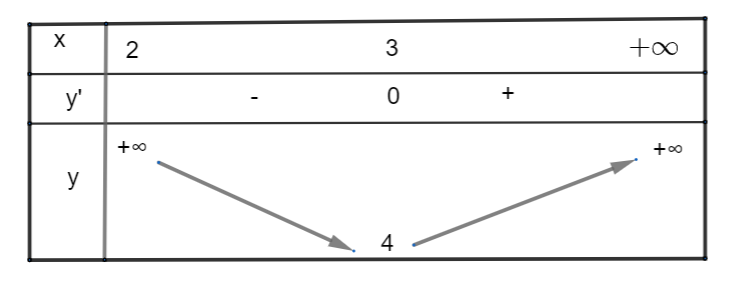 x 2 3 +∞
y' - 0 +
+∞ +∞
y
4